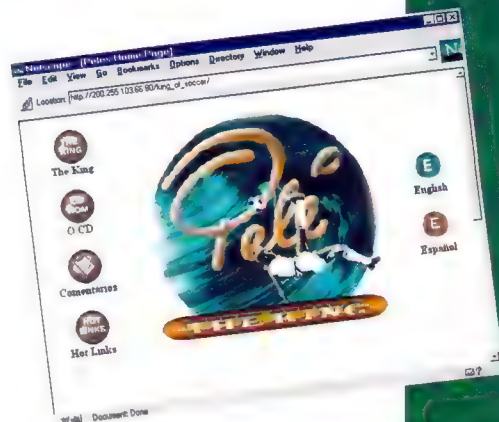 Netscape - [Pele's Home Page]
File Edit View Go Bookmarks Options Directory Window Help
Location: http://200.255.103.66:80/king_of_soccer/
N
THE KING
The King
CD ROM
O CD
Comentários
HOT LINKS
Hot Links
Pelé
THE KING
E
English
E
Español
Document: Done